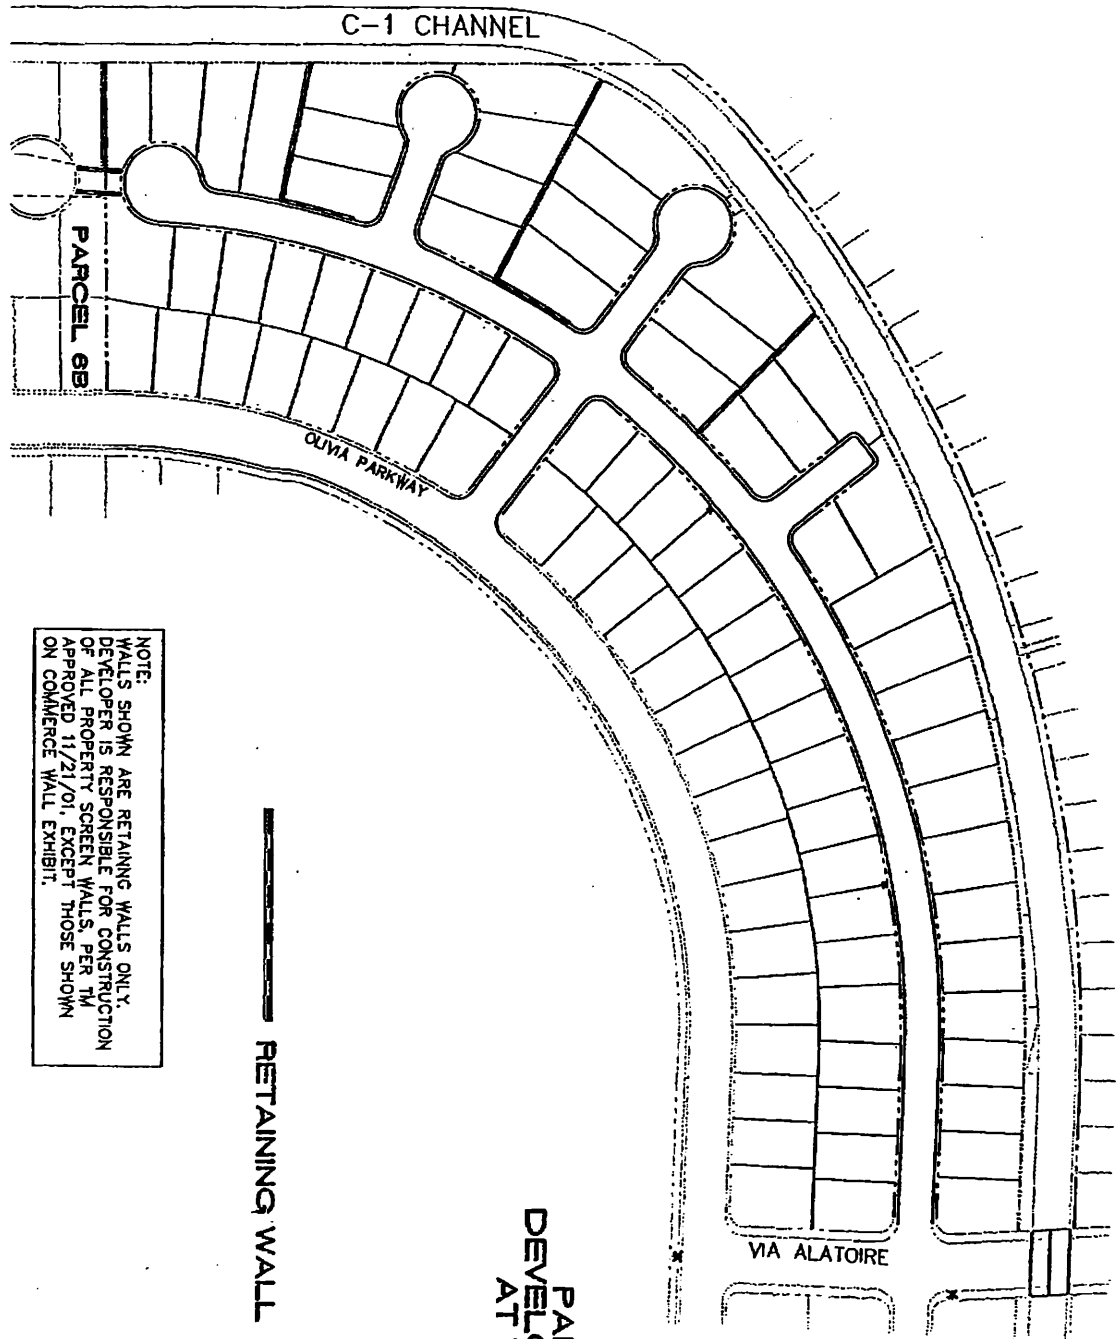 C-1 CHANNEL
PARCEL 6B
OLIVIA PARKWAY
NOTE:
WALLS SHOWN ARE RETAINING WALLS ONLY.
DEVELOPER IS RESPONSIBLE FOR CONSTRUCTION
OF ALL PROPERTY SCREEN WALLS, PER TM
APPROVED 11/21/01, EXCEPT THOSE SHOWN
ON COMMERCE WALL EXHIBIT.
RETAINING WALL
VIA ALATOIRE
AT